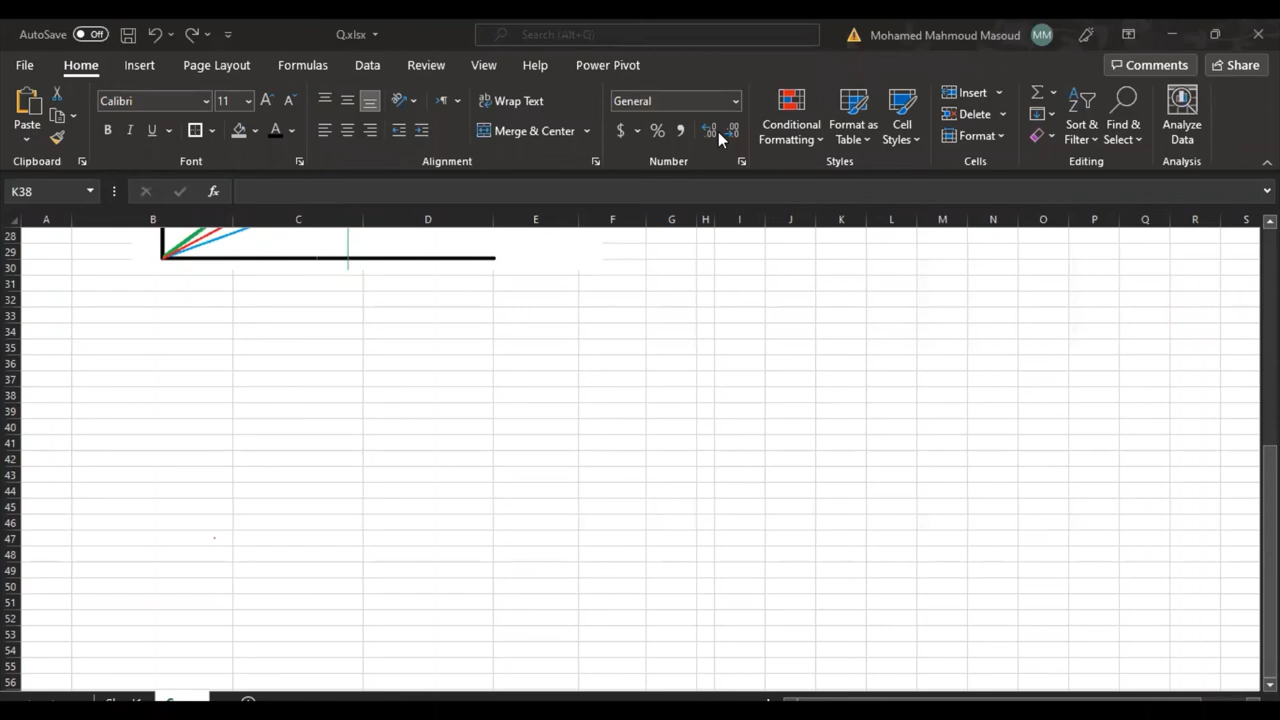 AutoSave Off Q.xlsx Search (Alt+Q) Mohamed Mahmoud Masoud MM
File Home Insert Page Layout Formulas Data Review View Help Power Pivot Comments Share
Paste
Calibri 11
Wrap Text
Merge & Center
General
$ % ,
Conditional Formatting
Format as Table
Cell Styles
Insert
Delete
Format
Sort & Filter
Find & Select
Analyze Data
Clipboard Font Alignment Number Styles Cells Editing Analysis
K38 fx
A B C D E F G H I J K L M N O P Q R S
28
29
30
31
32
33
34
35
36
37
38
39
40
41
42
43
44
45
46
47
48
49
50
51
52
53
54
55
56